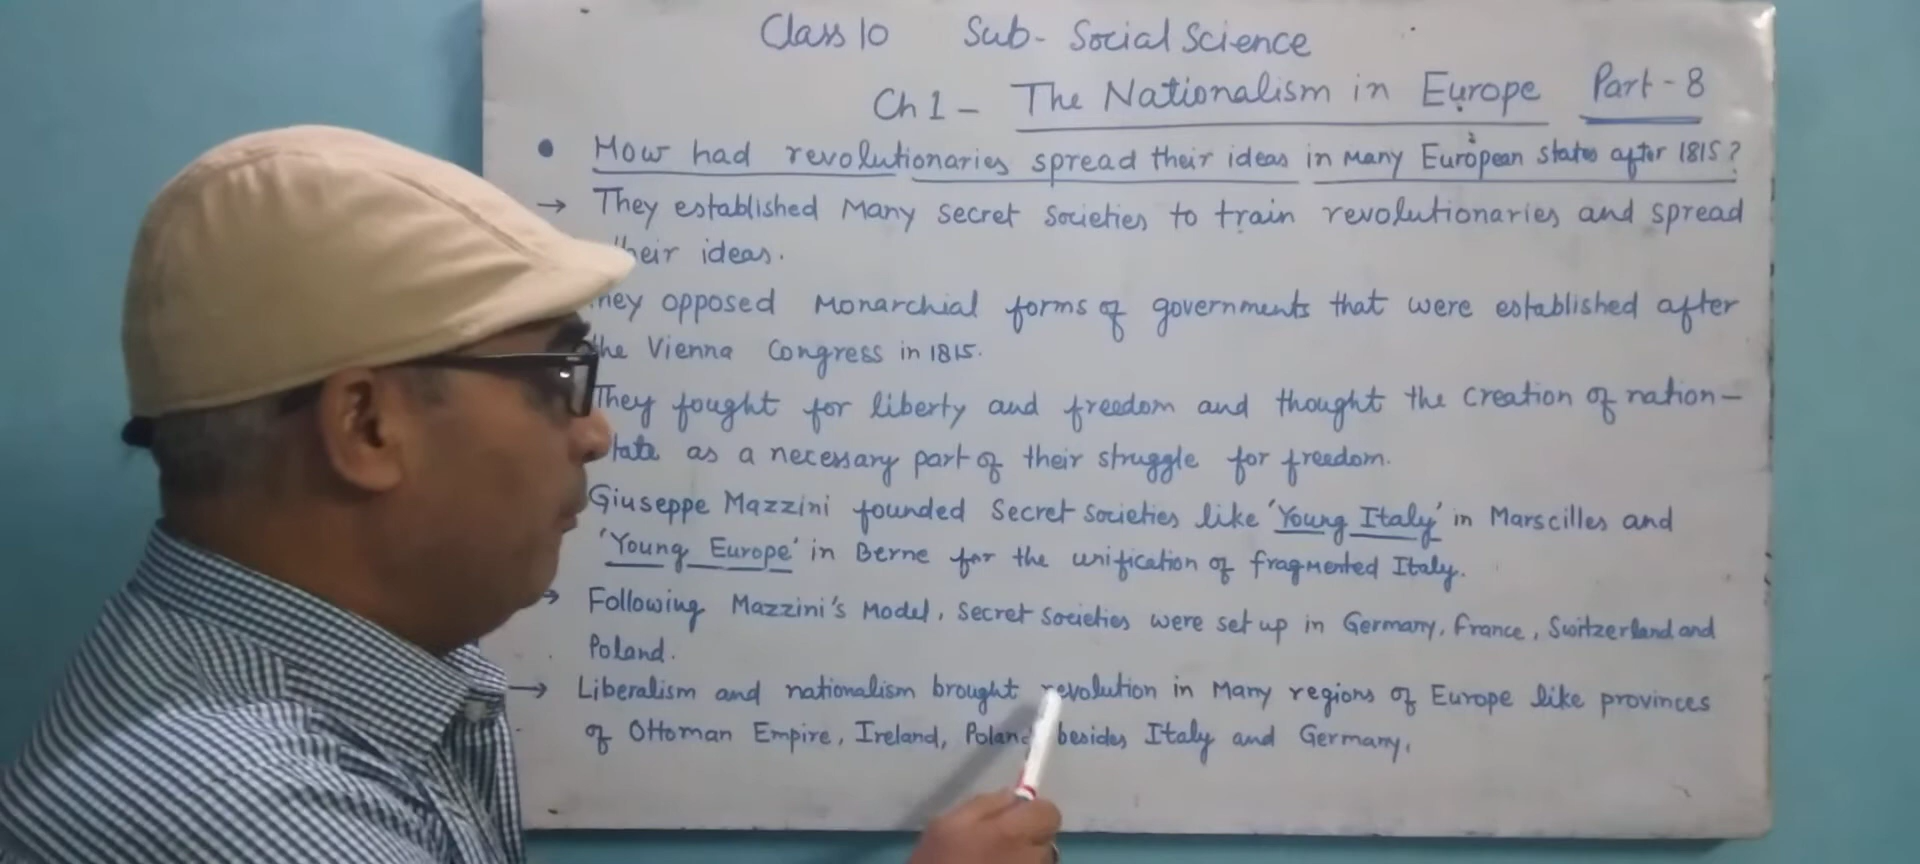 Class 10 Sub- Social Science
Ch 1 - The Nationalism in Europe Part - 8
• How had revolutionaries spread their ideas in many European states after 1815?
→ They established many secret societies to train revolutionaries and spread
their ideas.
They opposed monarchial forms of governments that were established after
the Vienna Congress in 1815.
They fought for liberty and freedom and thought the creation of nation-
state as a necessary part of their struggle for freedom.
Giuseppe Mazzini founded secret societies like 'Young Italy' in Marscilles and
'Young Europe' in Berne for the unification of fragmented Italy.
→ Following Mazzini's model, secret societies were set up in Germany, France, Switzerland and
Poland.
→ Liberalism and nationalism brought revolution in many regions of Europe like provinces
of Ottoman Empire, Ireland, Poland besides Italy and Germany.